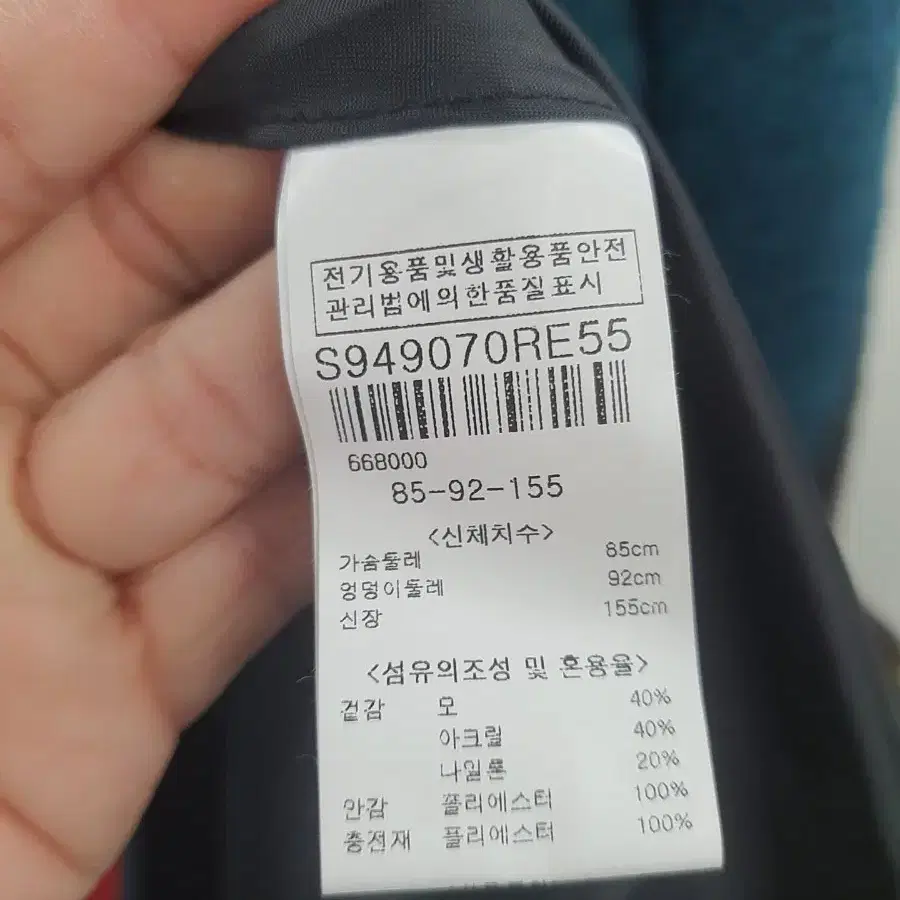 전기용품및생활용품안전
관리법에의한품질표시
S949070RE55
668000
85-92-155
<신체치수>
가슴둘레 85cm
엉덩이둘레 92cm
신장 155cm
<섬유의조성 및 혼용율>
겉감 모 40%
아크릴 40%
나일론 20%
안감 폴리에스터 100%
충전재 폴리에스터 100%